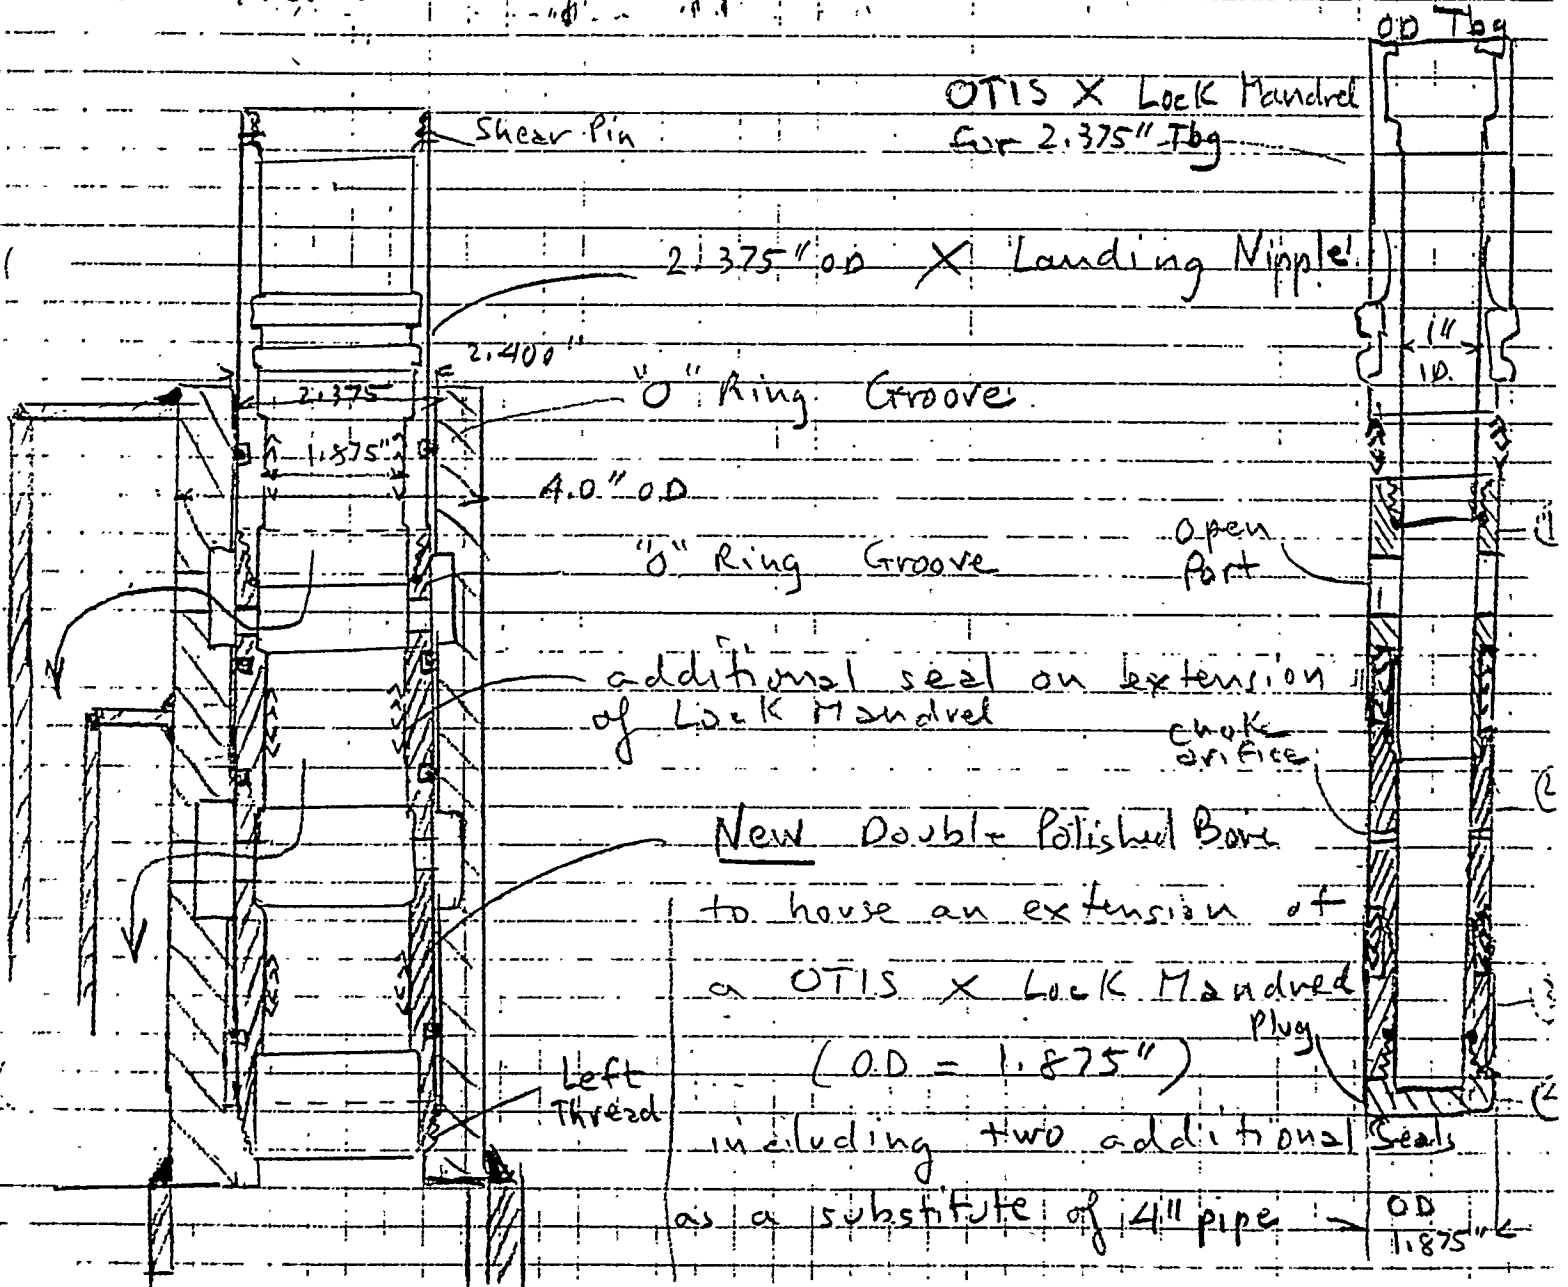 OD Tbg
OTIS X Lock Mandrel
for 2.375" Tbg
Shear Pin
2.375" OD X Landing Nipple
2.400"
1"
ID.
2.375
"O" Ring Groove
1.875"
4.0" OD
"O" Ring Groove
Open
Port
additional seal on extension
of Lock Mandrel
choke
orifice
New Double Polished Bore
to house an extension of
a OTIS X Lock Mandrel
Plug
(OD = 1.875")
Left
Thread
including two additional Seals
as a substitute of 4" pipe
OD
1.875"